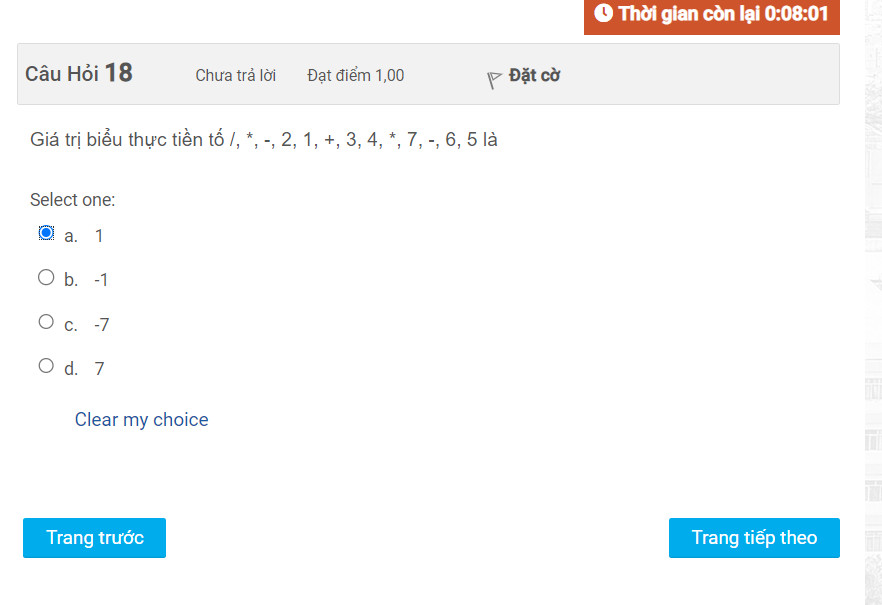 Thời gian còn lại 0:08:01
Câu Hỏi 18 Chưa trả lời Đạt điểm 1,00 Đặt cờ
Giá trị biểu thực tiền tố /, *, -, 2, 1, +, 3, 4, *, 7, -, 6, 5 là
Select one:
a. 1
b. -1
c. -7
d. 7
Clear my choice
Trang trước Trang tiếp theo